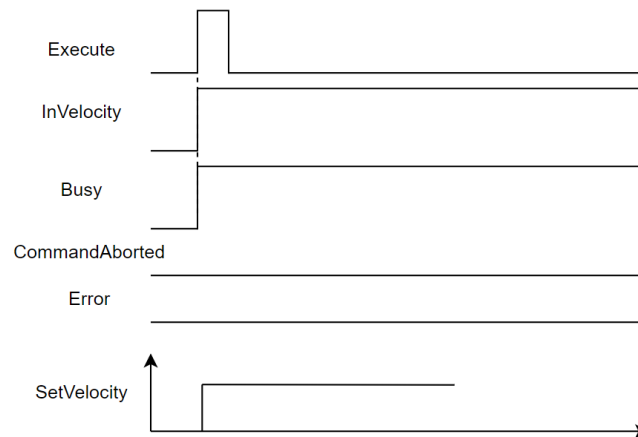 Execute
InVelocity
Busy
CommandAborted
Error
SetVelocity